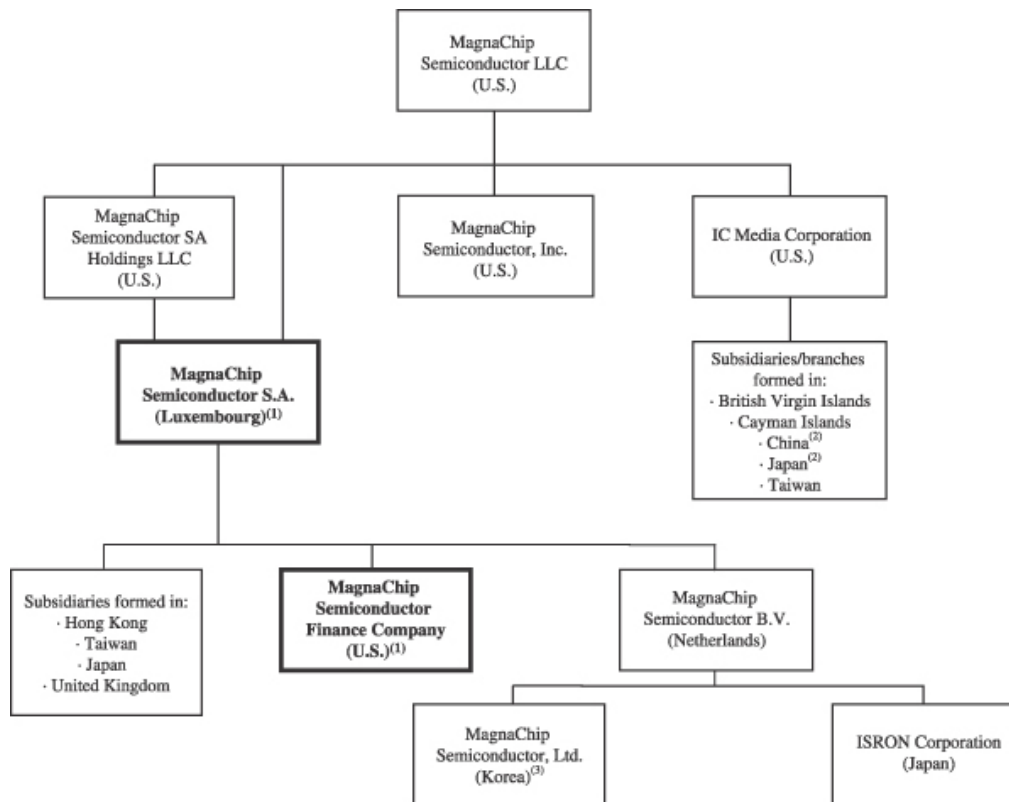 MagnaChip
Semiconductor LLC
(U.S.)
MagnaChip
Semiconductor SA
Holdings LLC
(U.S.)
MagnaChip
Semiconductor, Inc.
(U.S.)
IC Media Corporation
(U.S.)
MagnaChip
Semiconductor S.A.
(Luxembourg)(1)
Subsidiaries/branches
formed in:
· British Virgin Islands
· Cayman Islands
· China(2)
· Japan(2)
· Taiwan
Subsidiaries formed in:
· Hong Kong
· Taiwan
· Japan
· United Kingdom
MagnaChip
Semiconductor
Finance Company
(U.S.)(1)
MagnaChip
Semiconductor B.V.
(Netherlands)
MagnaChip
Semiconductor, Ltd.
(Korea)(3)
ISRON Corporation
(Japan)